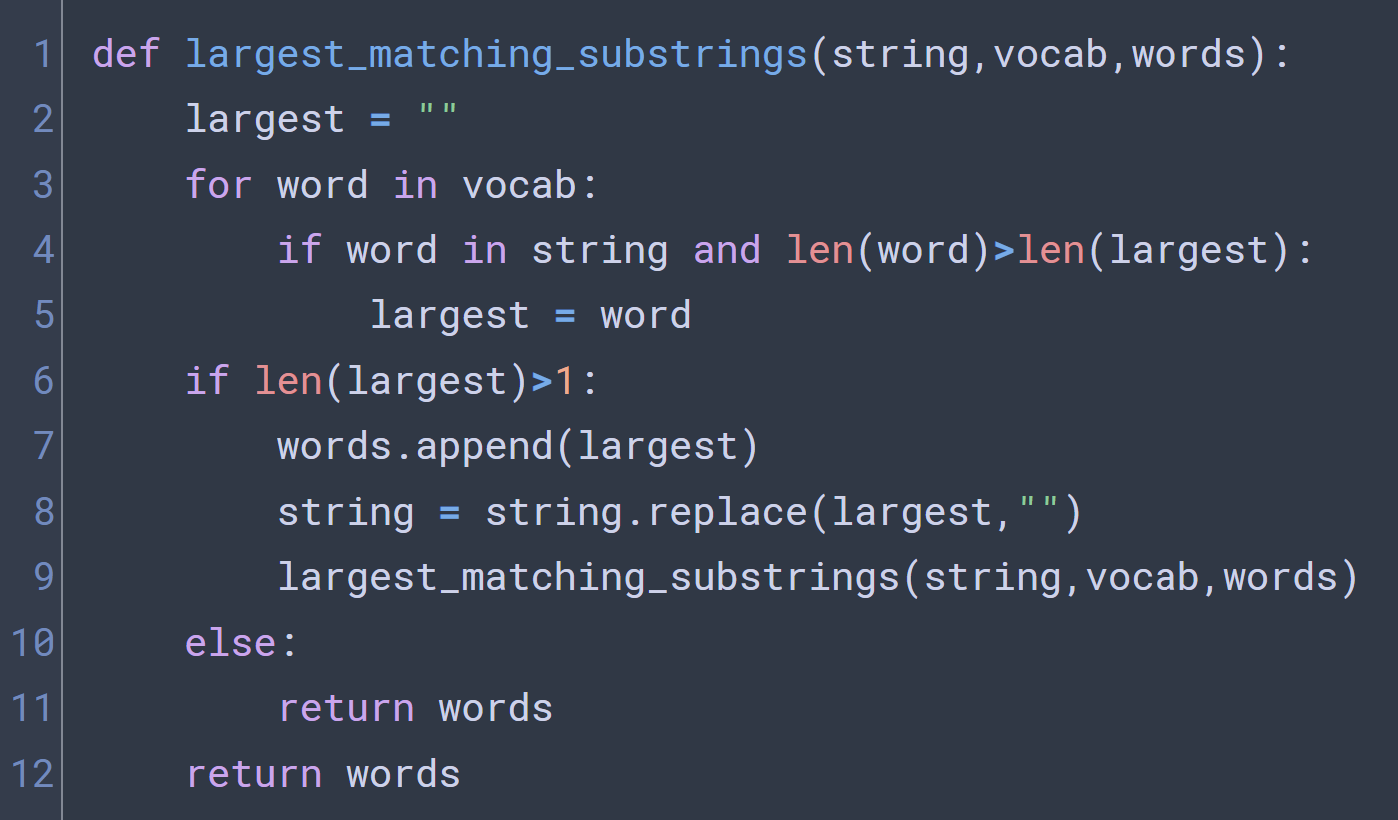 1 def largest_matching_substrings(string,vocab,words):
2     largest = ""
3     for word in vocab:
4         if word in string and len(word)>len(largest):
5             largest = word
6     if len(largest)>1:
7         words.append(largest)
8         string = string.replace(largest,"")
9         largest_matching_substrings(string,vocab,words)
10     else:
11         return words
12     return words